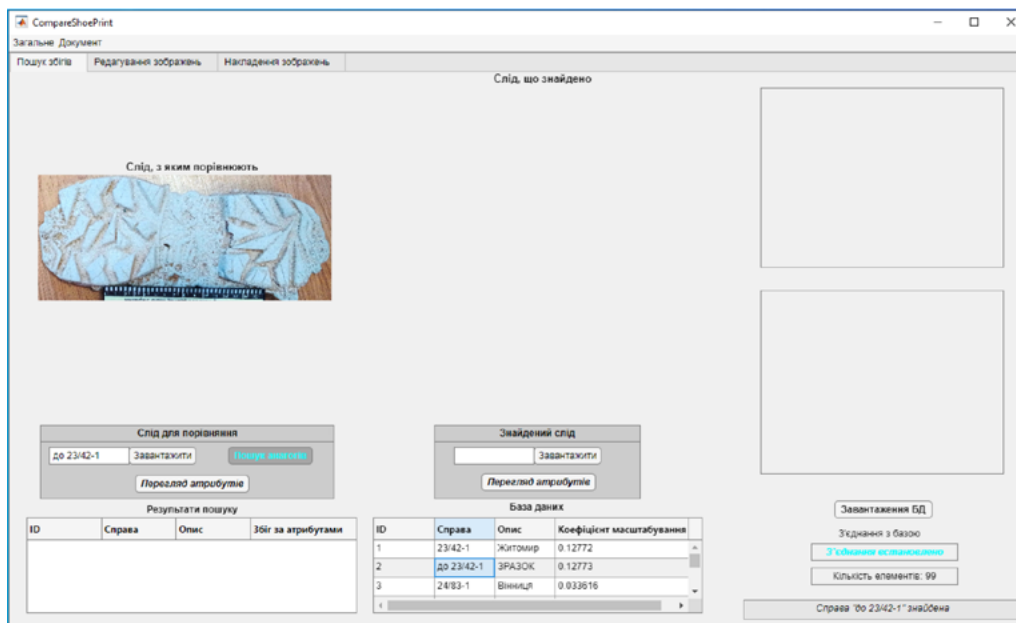 CompareShoePrint
Загальне Документ
Пошук збігів Редагування зображень Накладення зображень
Слід, що знайдено
Слід, з яким порівнюють
Слід для порівняння
до 23/42-1 Завантажити Пошук аналогів
Перегляд атрибутів
Знайдений слід
Завантажити
Перегляд атрибутів
Результати пошуку
ID Справа Опис Збіг за атрибутами
База даних
ID Справа Опис Коефіцієнт масштабування
1 23/42-1 Житомир 0.12772
2 до 23/42-1 ЗРАЗОК 0.12773
3 24/83-1 Вінниця 0.033616
Завантаження БД
З'єднання з базою
З'єднання встановлено
Кількість елементів: 99
Справа "до 23/42-1" знайдена